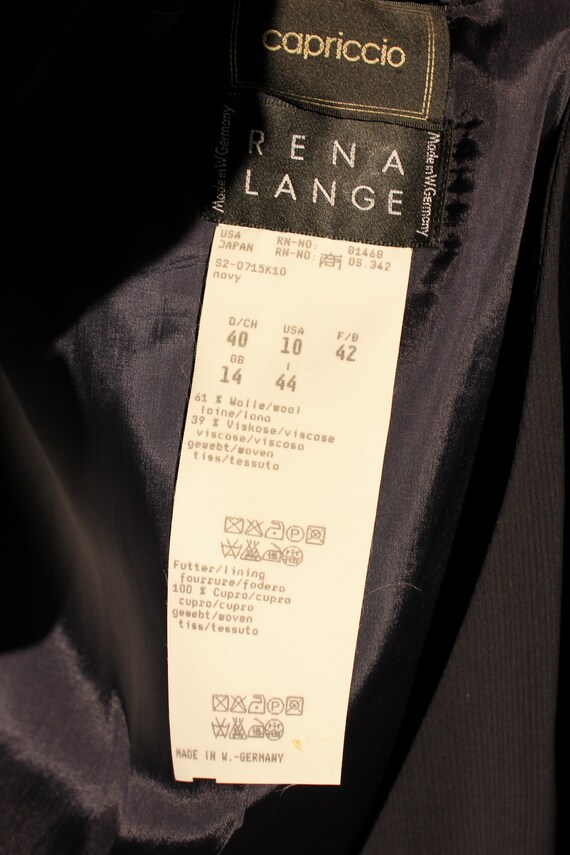 capriccio
RENA
LANGE
Made in W.Germany
Made in W.Germany
USA RN-NO: 81468
JAPAN RN-NO: OS.342
S2-0715K10
navy
D/CH USA F/B
40 10 42
GB I
14 44
61 % Wolle/wool
laine/lana
39 % Viskose/viscose
viscose/viscosa
gewebt/woven
tiss/tessuto
Futter/lining
fourrure/fodero
100 % Cupro/cupro
cupro/cupro
gewebt/woven
tiss/tessuto
MADE IN W.-GERMANY